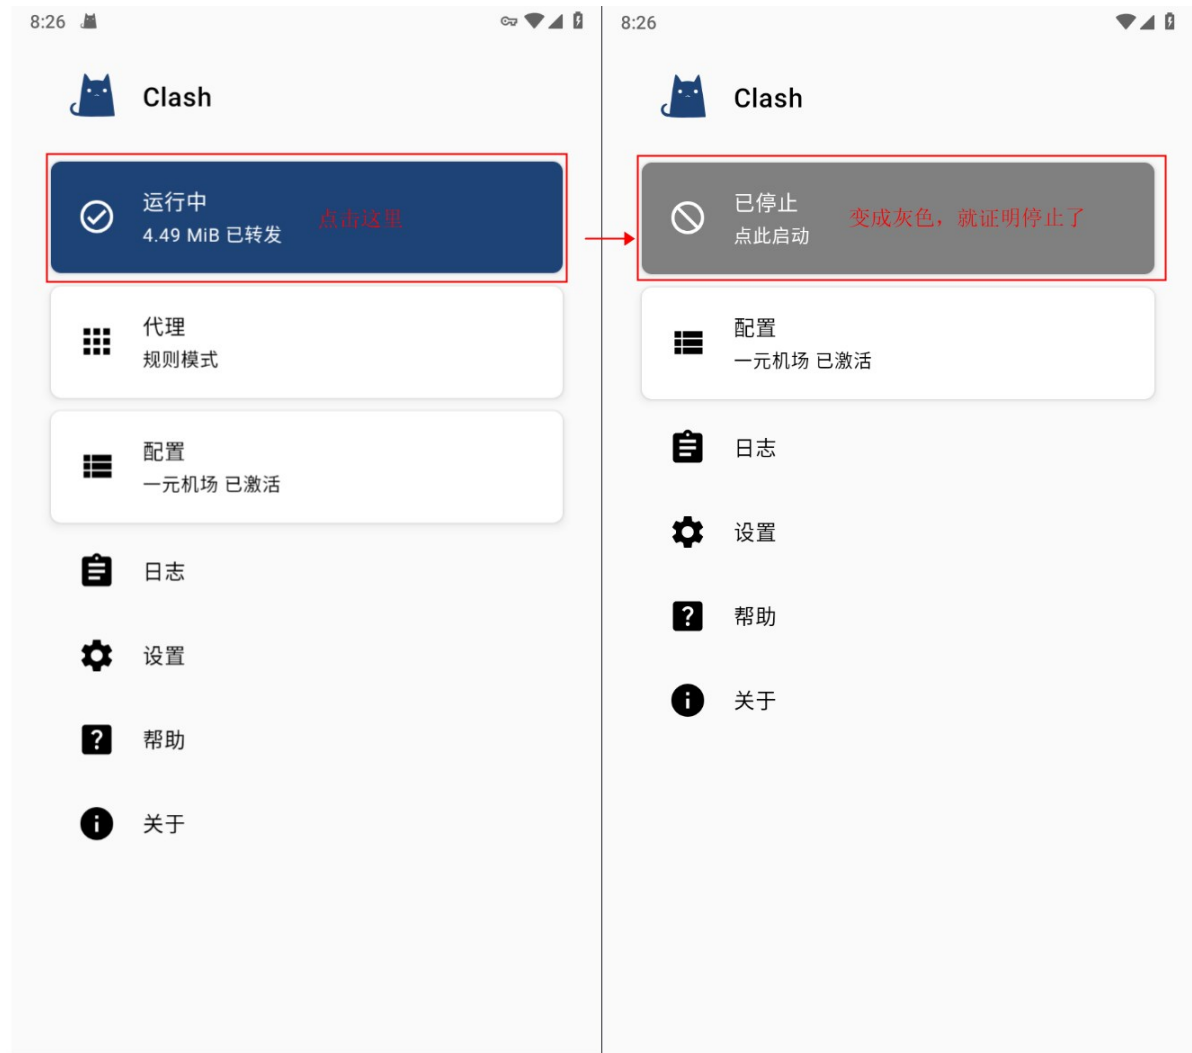 8:26
Clash
运行中
4.49 MiB 已转发
点击这里
代理
规则模式
配置
一元机场 已激活
日志
设置
帮助
关于
8:26
Clash
已停止
点此启动
变成灰色，就证明停止了
配置
一元机场 已激活
日志
设置
帮助
关于